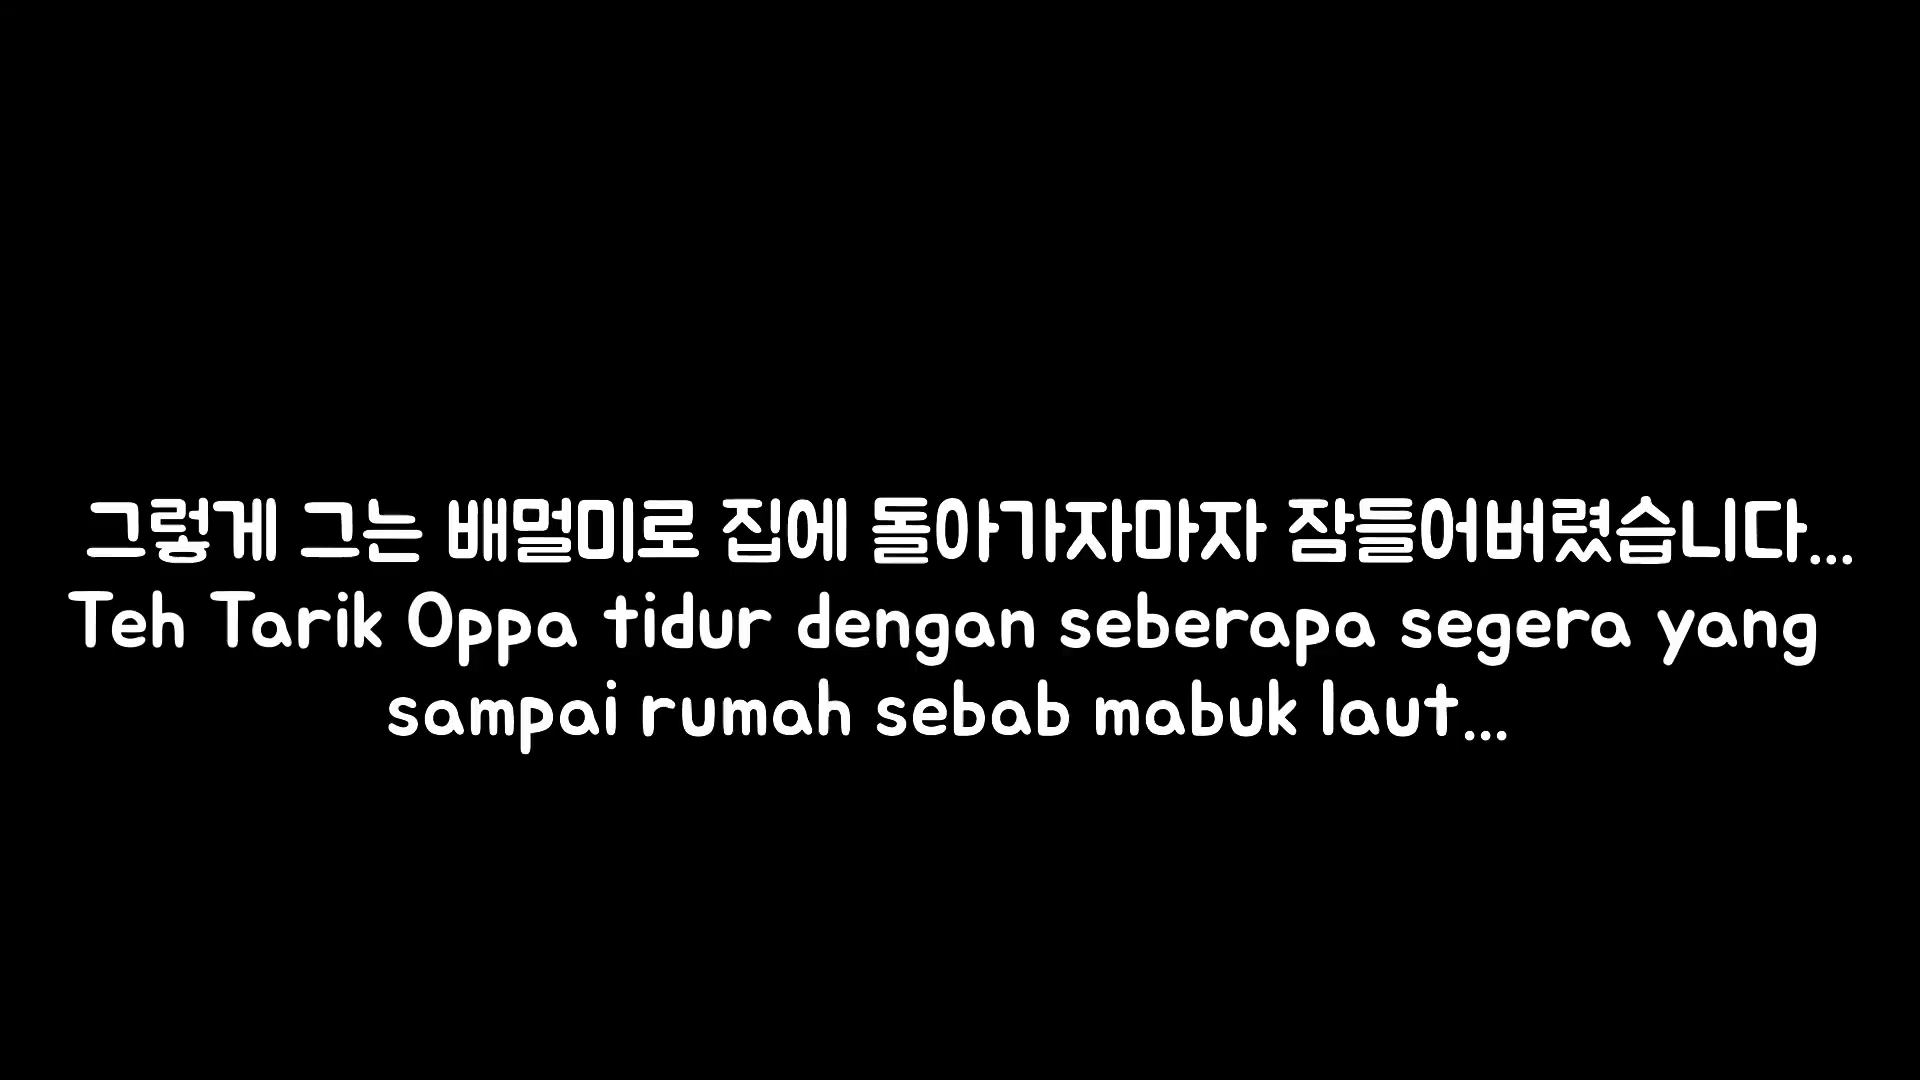 그렇게 그는 배멀미로 집에 돌아가자마자 잠들어버렸습니다...
Teh Tarik Oppa tidur dengan seberapa segera yang
sampai rumah sebab mabuk laut...